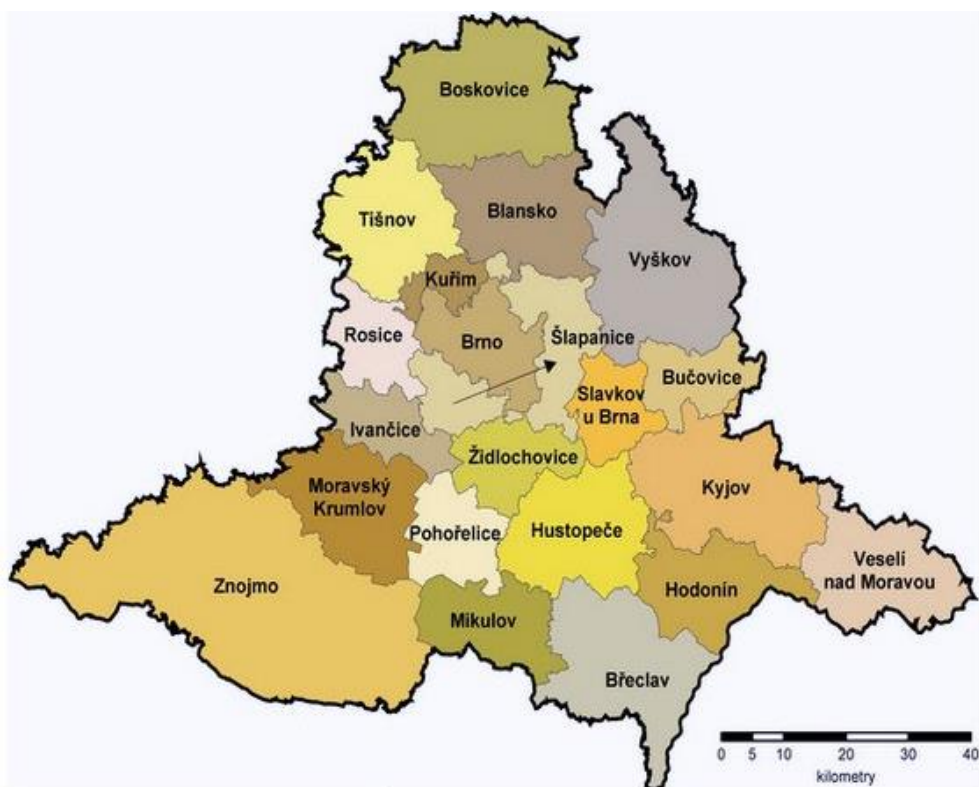 Boskovice
Tišnov
Blansko
Vyškov
Kuřim
Rosice
Brno
Šlapanice
Bučovice
Slavkov
u Brna
Ivančice
Židlochovice
Moravský
Krumlov
Kyjov
Pohořelice
Hustopeče
Veselí
nad Moravou
Znojmo
Hodonín
Mikulov
Břeclav
0 5 10 20 30 40
kilometry